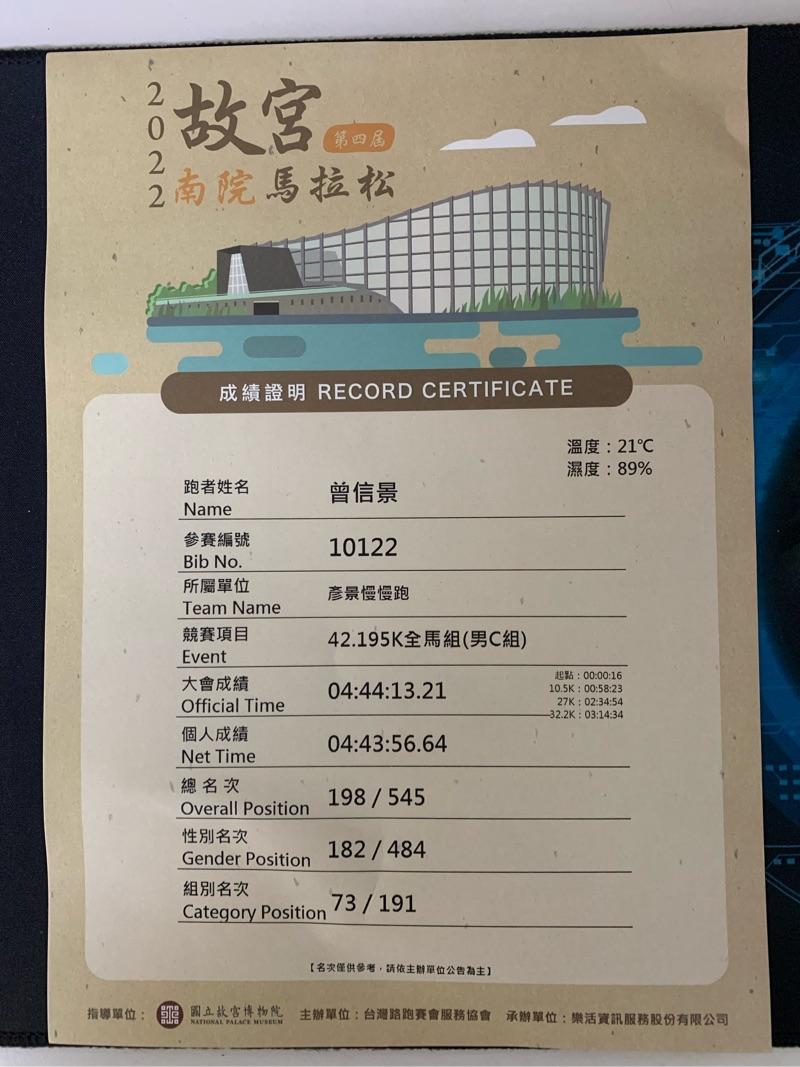 2022
故宮
第四屆
南院馬拉松
成績證明 RECORD CERTIFICATE
溫度：21℃
濕度：89%
跑者姓名
Name
曾信景
參賽編號
Bib No.
10122
所屬單位
Team Name
彥景慢慢跑
競賽項目
Event
42.195K全馬組(男C組)
大會成績
Official Time
04:44:13.21
起點：00:00:16
10.5K：00:58:23
27K：02:34:54
32.2K：03:14:34
個人成績
Net Time
04:43:56.64
總名次
Overall Position
198 / 545
性別名次
Gender Position
182 / 484
組別名次
Category Position
73 / 191
【名次僅供參考，請依主辦單位公告為主】
指導單位：
國立故宮博物院
NATIONAL PALACE MUSEUM
主辦單位：台灣路跑賽會服務協會
承辦單位：樂活資訊服務股份有限公司